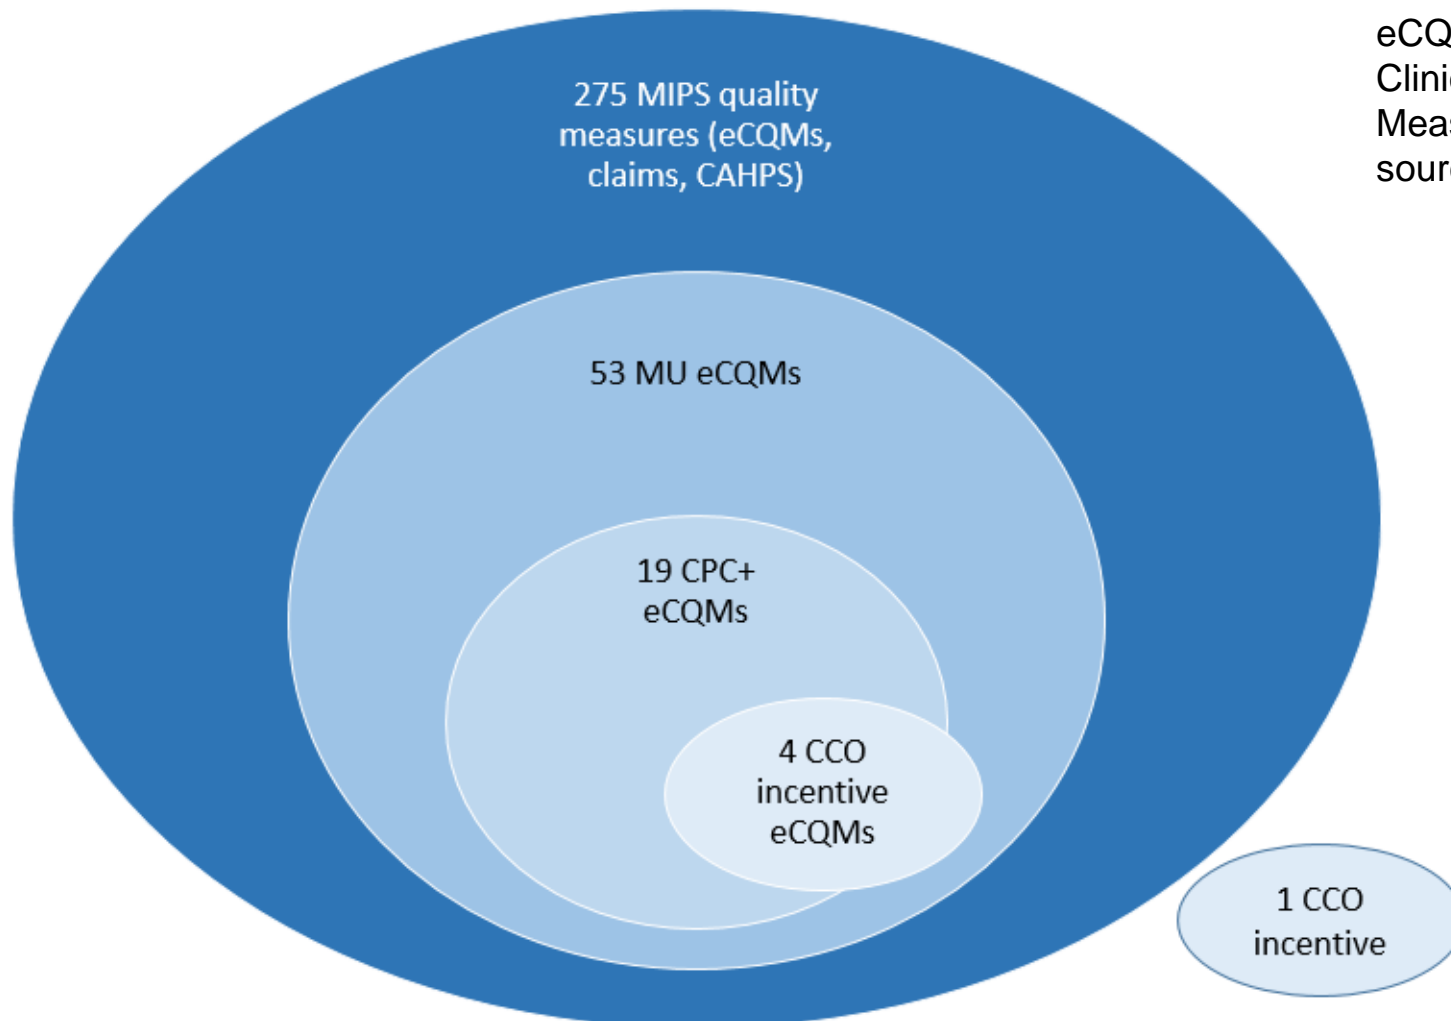 275 MIPS quality
measures (eCQMs,
claims, CAHPS)
53 MU eCQMs
19 CPC+
eCQMs
4 CCO
incentive
eCQMs
1 CCO
incentive